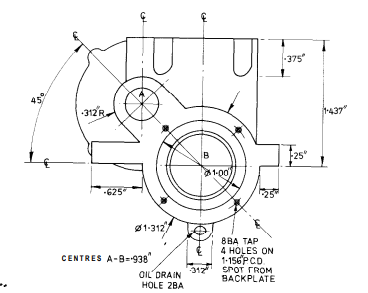 ℄
℄
℄
.375"
1·437"
45°
A
.312"R
B
Ø1·00"
℄
.25"
.25"
.625"
Ø1·312"
℄
CENTRES A-B=·938"
OIL DRAIN
HOLE 2BA
.312"
8BA TAP
4 HOLES ON
1·156"P.C.D.
SPOT FROM
BACKPLATE